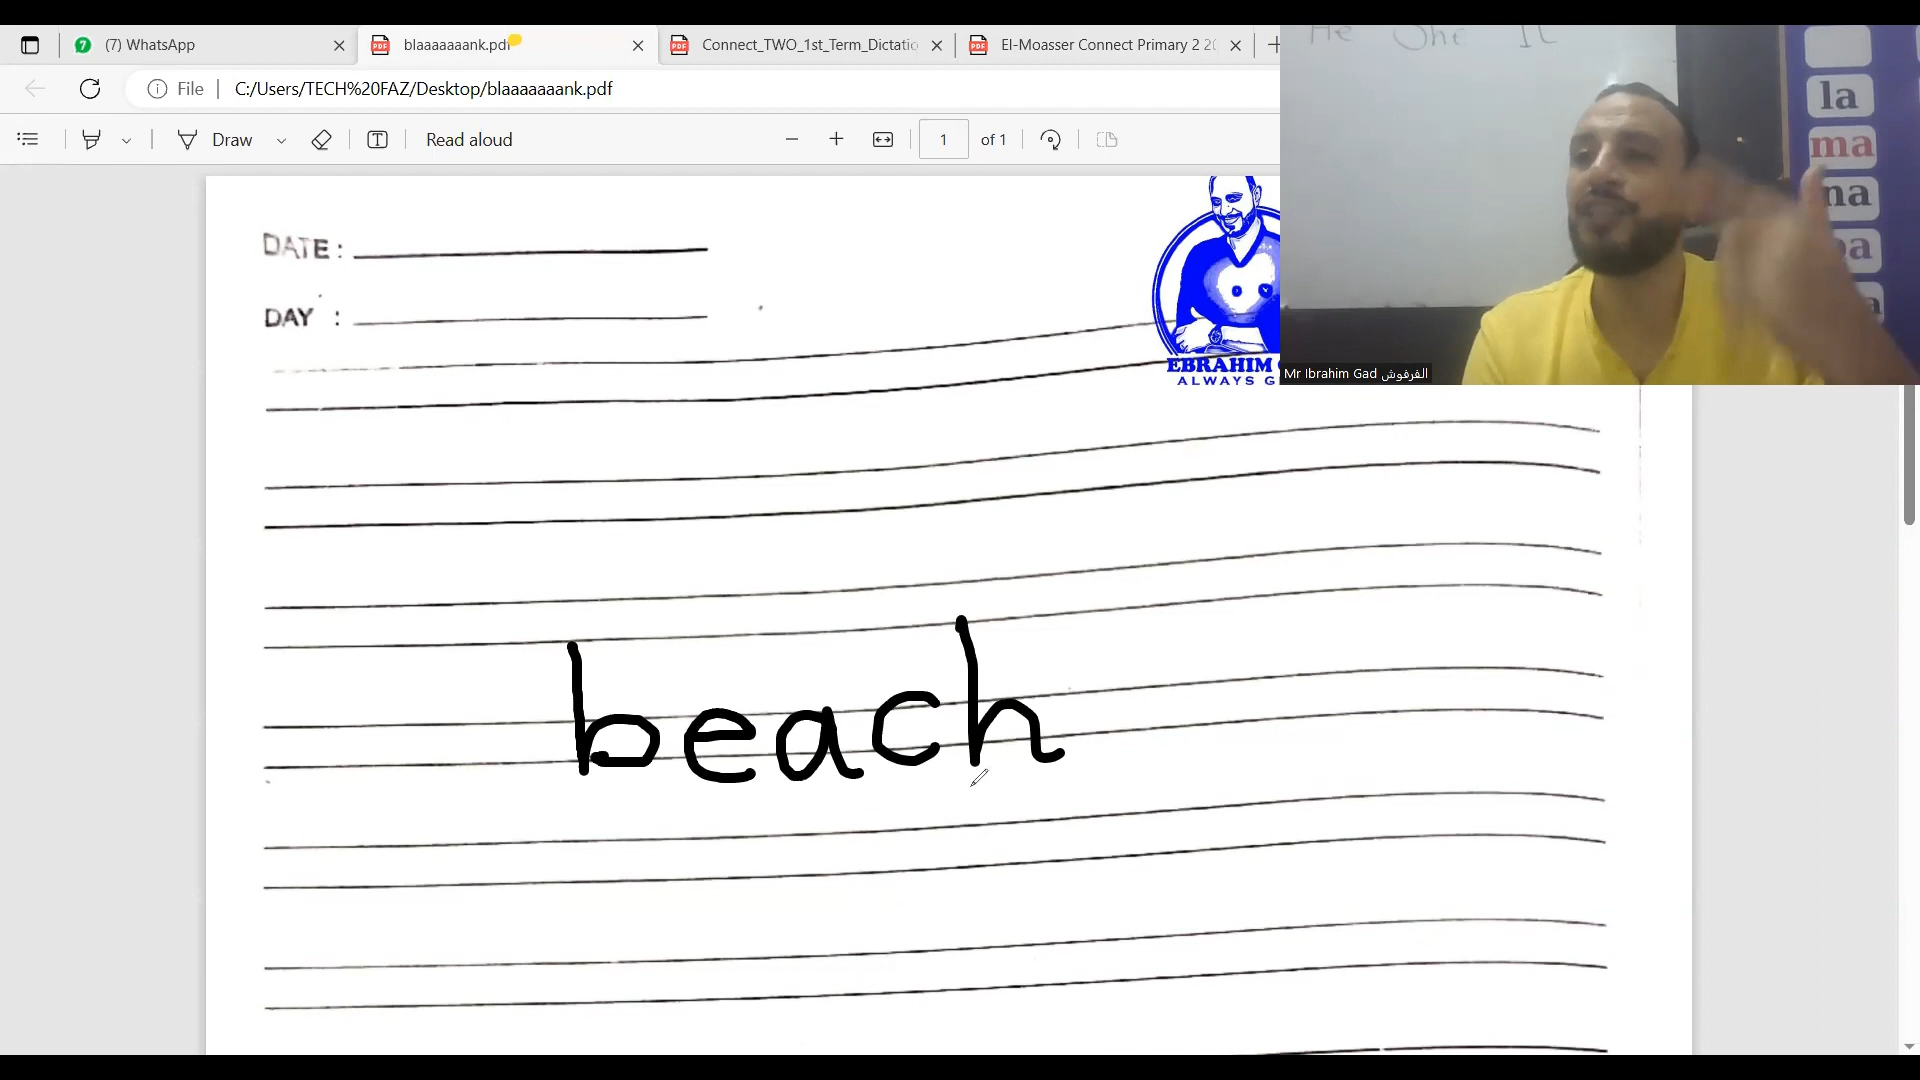 (7) WhatsApp
blaaaaaaank.pdf
Connect_TWO_1st_Term_Dictatio
El-Moasser Connect Primary 2 20
File
C:/Users/TECH%20FAZ/Desktop/blaaaaaaank.pdf
Draw
Read aloud
1 of 1
He She It
la
ma
na
DATE :
DAY :
EBRAHIM
ALWAYS G
Mr Ibrahim Gad الفرفوش
beach